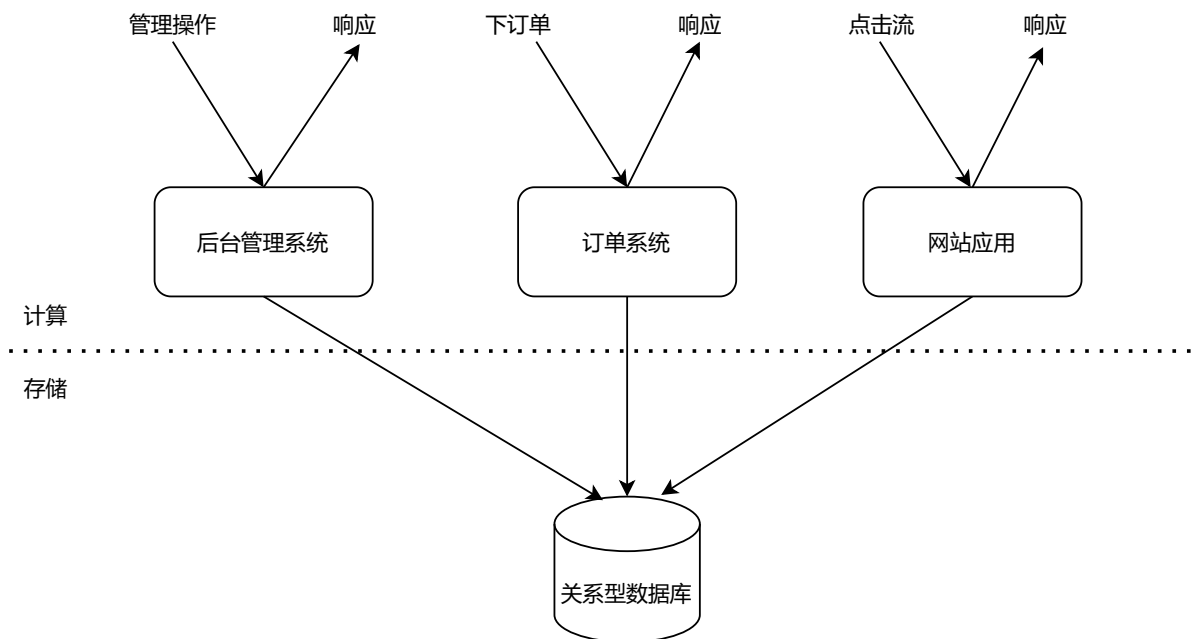 管理操作
响应
下订单
响应
点击流
响应
后台管理系统
订单系统
网站应用
计算
存储
关系型数据库